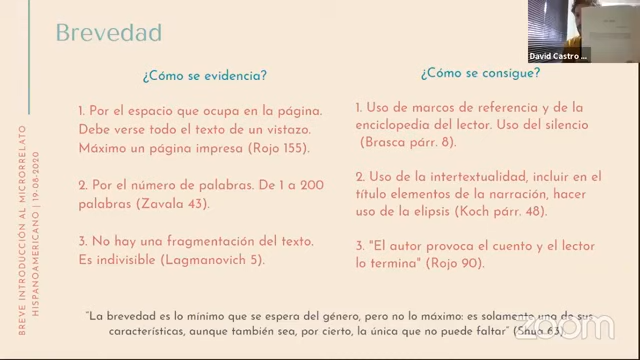 Brevedad
¿Cómo se evidencia?
1. Por el espacio que ocupa en la página.
Debe verse todo el texto de un vistazo.
Máximo un página impresa (Rojo 155).
2. Por el número de palabras. De 1 a 200
palabras (Zavala 43).
3. No hay una fragmentación del texto.
Es indivisible (Lagmanovich 5).
¿Cómo se consigue?
1. Uso de marcos de referencia y de la
enciclopedia del lector. Uso del silencio
(Brasca párr. 8).
2. Uso de la intertextualidad, incluir en el
título elementos de la narración, hacer
uso de la elipsis (Koch párr. 48).
3. "El autor provoca el cuento y el lector
lo termina" (Rojo 90).
"La brevedad es lo mínimo que se espera del género, pero no lo máximo: es solamente una de sus
características, aunque también sea, por cierto, la única que no puede faltar" (Shua 63)
BREVE INTRODUCCIÓN AL MICRORRELATO
HISPANOAMERICANO | 19-08-2020
David Castro ...
zoom